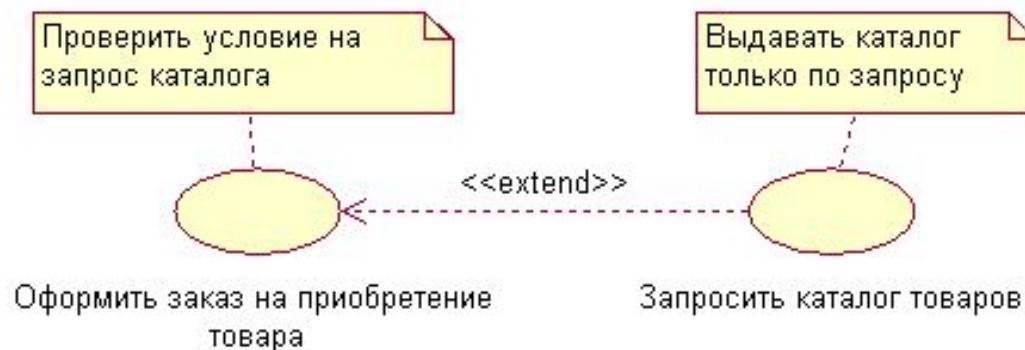 Проверить условие на
запрос каталога
Выдавать каталог
только по запросу
<<extend>>
Оформить заказ на приобретение
товара
Запросить каталог товаров